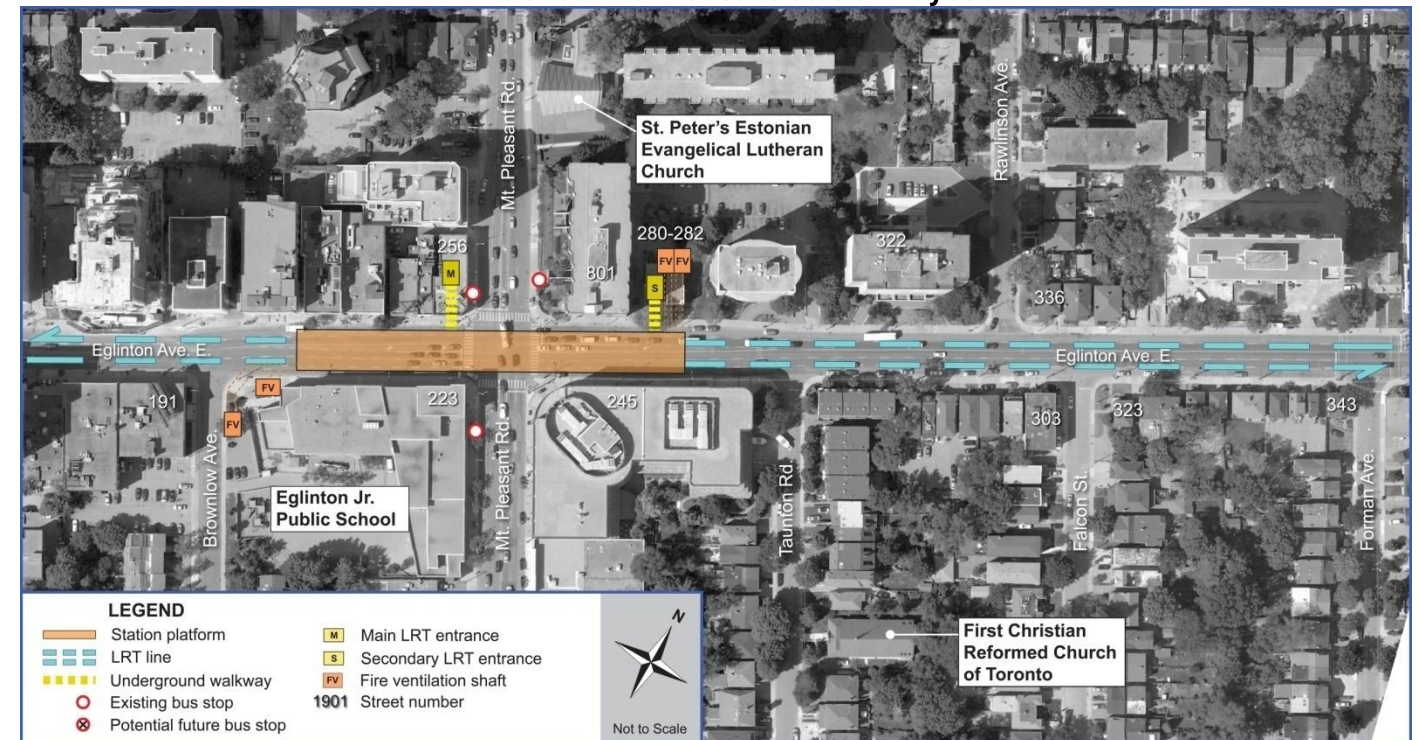 Mt. Pleasant Rd.
Rawlinson Ave.
St. Peter's Estonian
Evangelical Lutheran
Church
256
280-282
322
M
FV
FV
801
S
336
Eglinton Ave. E.
Eglinton Ave. E.
FV
191
223
245
303
323
343
FV
Brownlow Ave.
Mt. Pleasant Rd.
Taunton Rd.
Falcon St.
Forman Ave.
Eglinton Jr.
Public School
First Christian
Reformed Church
of Toronto
LEGEND
Station platform
LRT line
Underground walkway
Existing bus stop
Potential future bus stop
M Main LRT entrance
S Secondary LRT entrance
FV Fire ventilation shaft
1901 Street number
N
Not to Scale